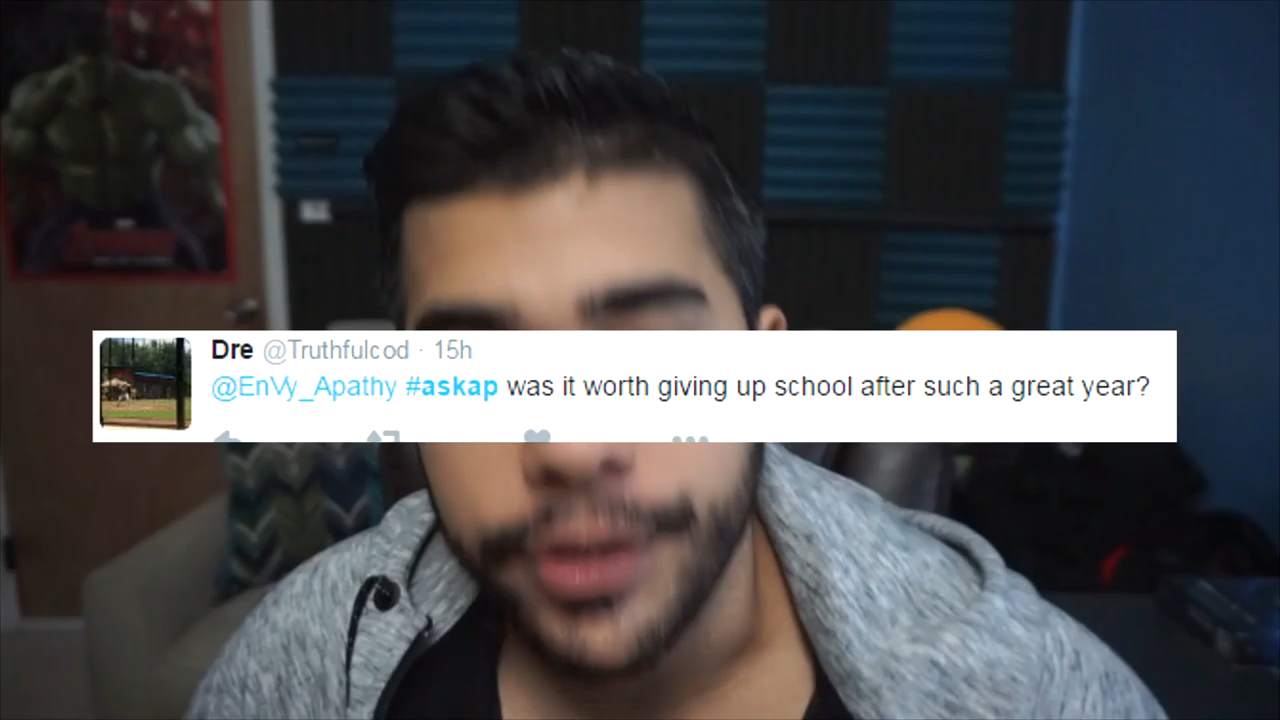 Dre @Truthfulcod · 15h
@EnVy_Apathy #askap was it worth giving up school after such a great year?